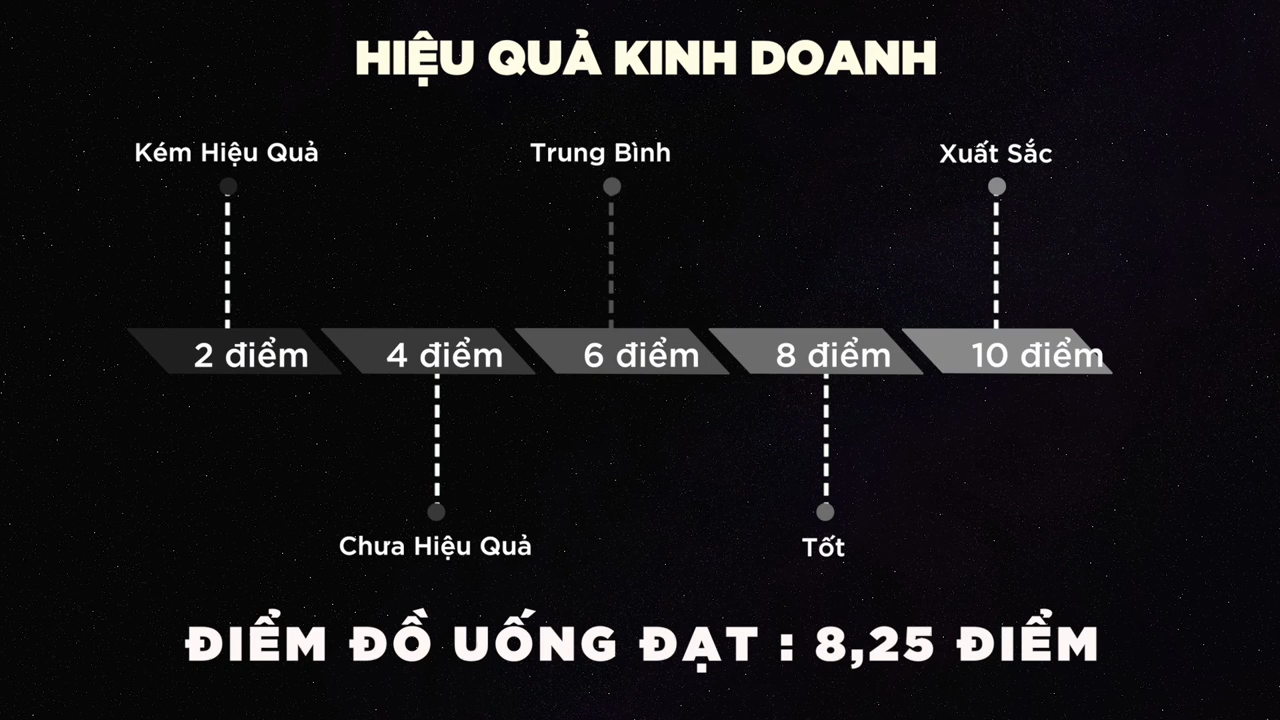 HIỆU QUẢ KINH DOANH
Kém Hiệu Quả
Trung Bình
Xuất Sắc
2 điểm
4 điểm
6 điểm
8 điểm
10 điểm
Chưa Hiệu Quả
Tốt
ĐIỂM ĐỒ UỐNG ĐẠT : 8,25 ĐIỂM